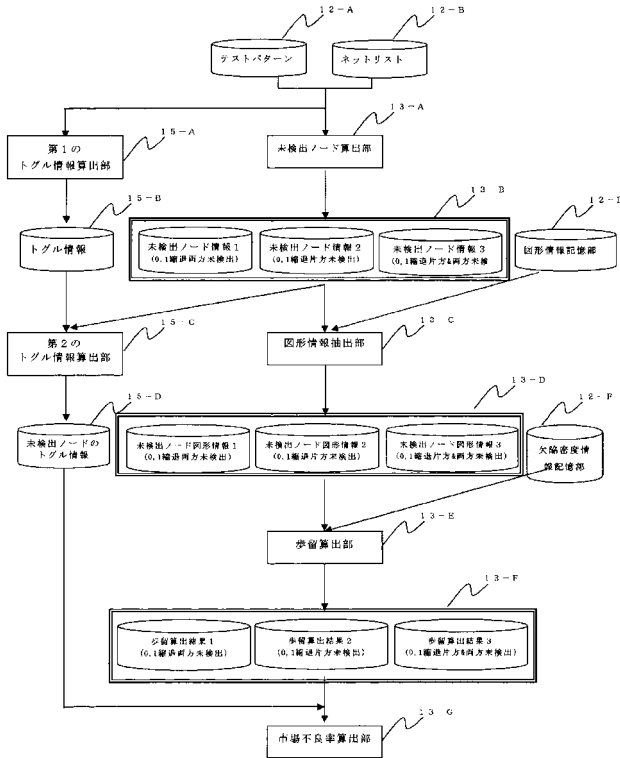 12-A
12-B
テストパターン
ネットリスト
15-A
13-A
第1の
トグル情報算出部
未検出ノード算出部
15-B
13-B
トグル情報
未検出ノード情報1
(0,1縮退両方未検出)
未検出ノード情報2
(0,1縮退片方未検出)
未検出ノード情報3
(0,1縮退片方&両方未検
図形情報記憶部
15-C
第2の
トグル情報算出部
図形情報抽出部
15-D
13-D
12-F
未検出ノードの
トグル情報
未検出ノード図形情報1
(0,1縮退両方未検出)
未検出ノード図形情報2
(0,1縮退片方未検出)
未検出ノード図形情報3
(0,1縮退片方&両方未検出)
欠陥密度情
報記憶部
13-E
歩留算出部
13-F
歩留算出結果1
(0,1縮退両方未検出)
歩留算出結果2
(0,1縮退片方未検出)
歩留算出結果3
(0,1縮退片方&両方未検出)
13-G
市場不良率算出部